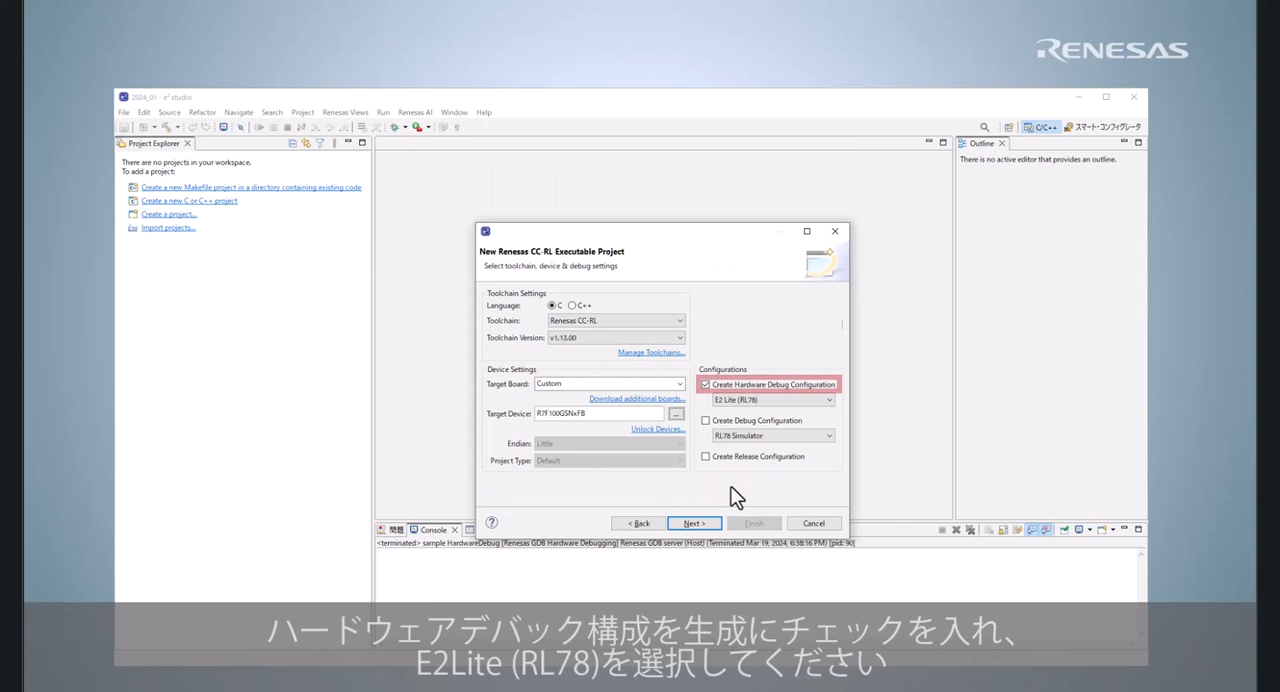 RENESAS
2024_01 - e² studio
File Edit Source Refactor Navigate Search Project Renesas Views Run Renesas AI Window Help
C/C++ スマート・コンフィグレータ
Project Explorer
Outline
There are no projects in your workspace.
To add a project:
Create a new Makefile project in a directory containing existing code
Create a new C or C++ project
Create a project...
Import projects...
There is no active editor that provides an outline.
New Renesas CC-RL Executable Project
Select toolchain, device & debug settings
Toolchain Settings
Language: C C++
Toolchain: Renesas CC-RL
Toolchain Version: v1.13.00
Manage Toolchains...
Device Settings
Target Board: Custom
Download additional boards...
Target Device: R7F100GSNxFB ...
Unlock Devices...
Endian: Little
Project Type: Default
Configurations
Create Hardware Debug Configuration
E2 Lite (RL78)
Create Debug Configuration
RL78 Simulator
Create Release Configuration
? < Back Next > Finish Cancel
問題 Console
<terminated> sample HardwareDebug [Renesas GDB Hardware Debugging] Renesas GDB server (Host) (Terminated Mar 19, 2024, 6:38:16 PM) [pid: 90]
ハードウェアデバック構成を生成にチェックを入れ、
E2Lite (RL78)を選択してください